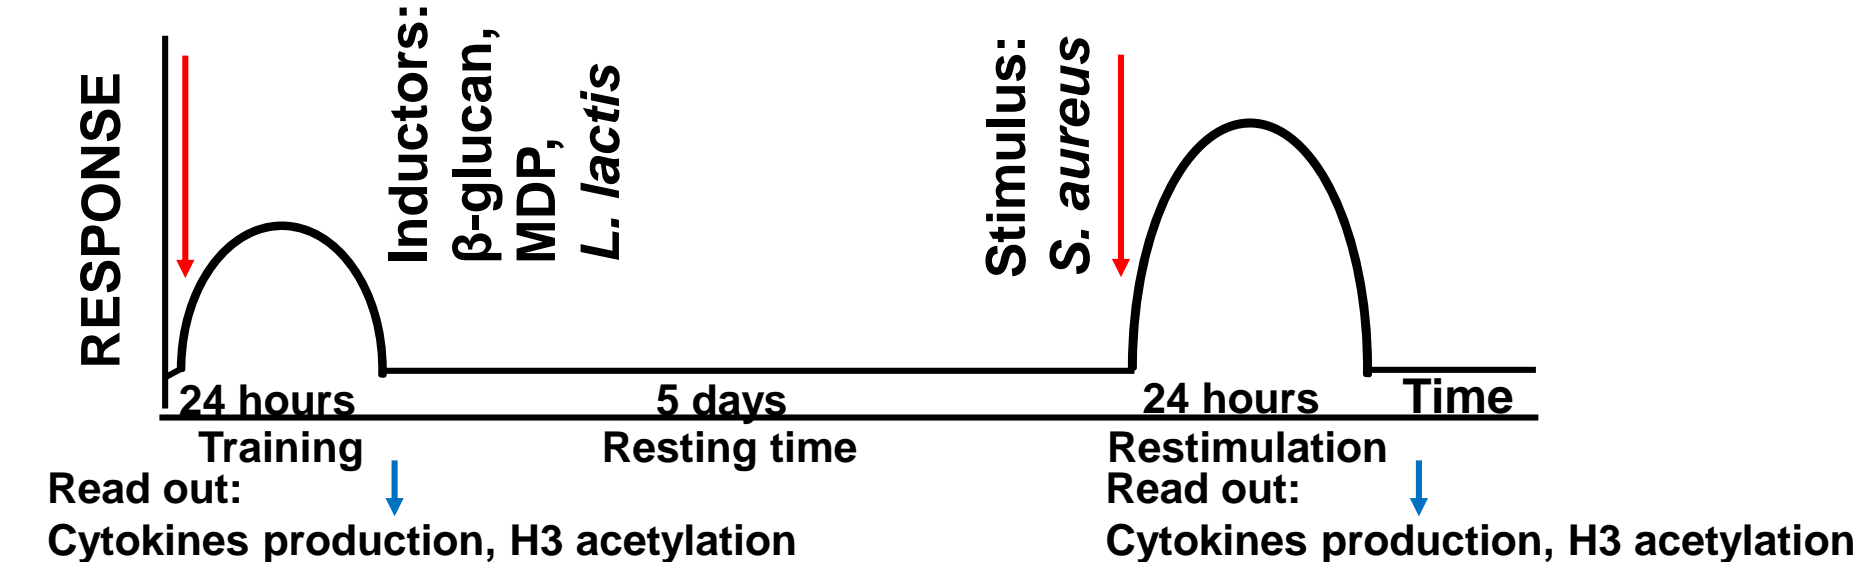 RESPONSE
Inductors:
β-glucan,
MDP,
L. lactis
Stimulus:
S. aureus
24 hours
5 days
24 hours
Time
Training
Resting time
Restimulation
Read out:
Cytokines production, H3 acetylation
Read out:
Cytokines production, H3 acetylation